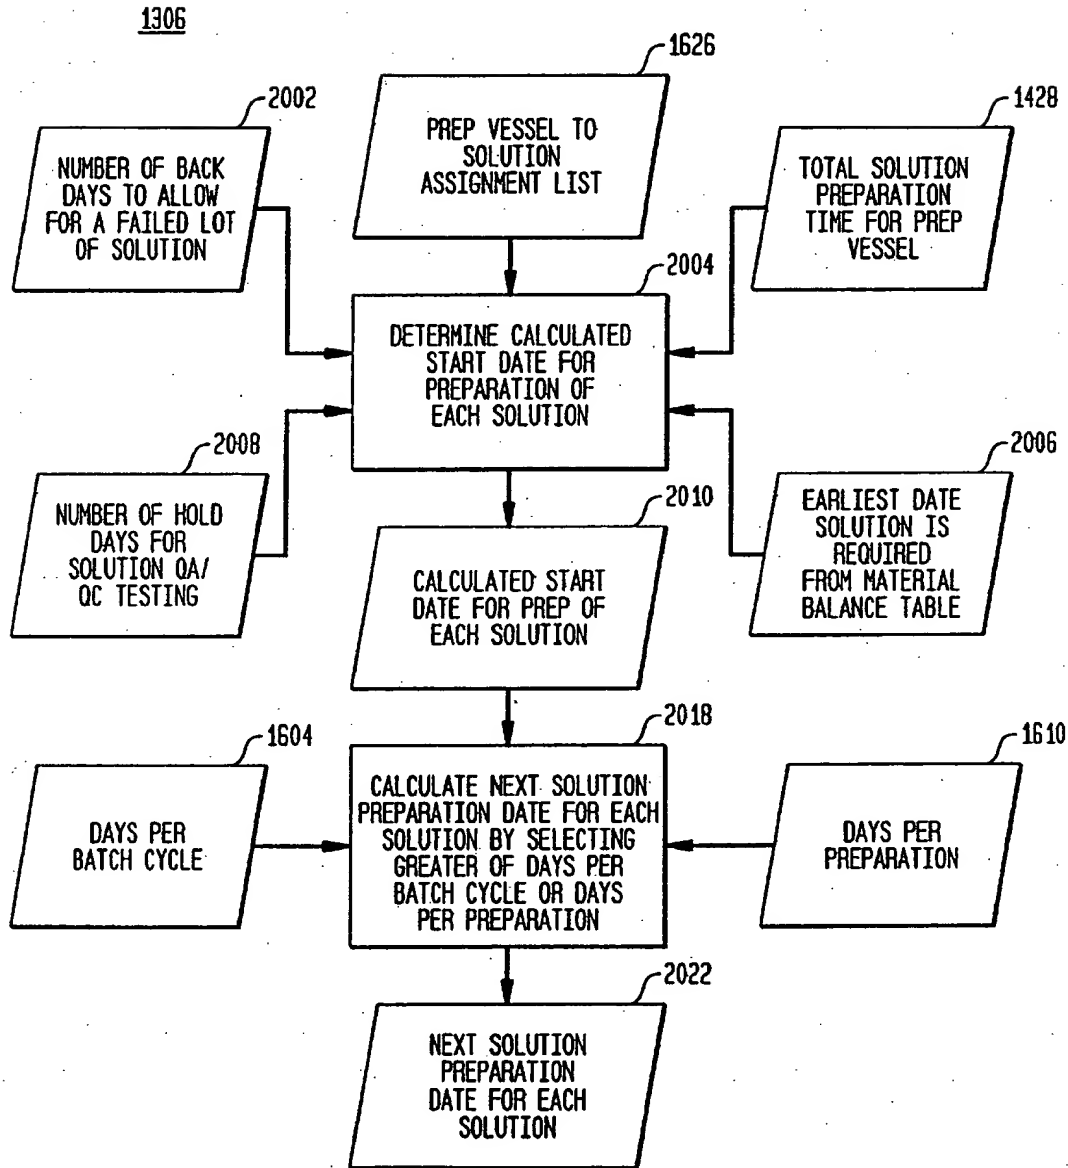 1306
1626
PREP VESSEL TO
SOLUTION
ASSIGNMENT LIST
2002
NUMBER OF BACK
DAYS TO ALLOW
FOR A FAILED LOT
OF SOLUTION
1428
TOTAL SOLUTION
PREPARATION
TIME FOR PREP
VESSEL
2004
DETERMINE CALCULATED
START DATE FOR
PREPARATION OF
EACH SOLUTION
2008
NUMBER OF HOLD
DAYS FOR
SOLUTION QA/
QC TESTING
2006
EARLIEST DATE
SOLUTION IS
REQUIRED
FROM MATERIAL
BALANCE TABLE
2010
CALCULATED START
DATE FOR PREP OF
EACH SOLUTION
1604
DAYS PER
BATCH CYCLE
2018
CALCULATE NEXT SOLUTION
PREPARATION DATE FOR EACH
SOLUTION BY SELECTING
GREATER OF DAYS PER
BATCH CYCLE OR DAYS
PER PREPARATION
1610
DAYS PER
PREPARATION
2022
NEXT SOLUTION
PREPARATION
DATE FOR EACH
SOLUTION